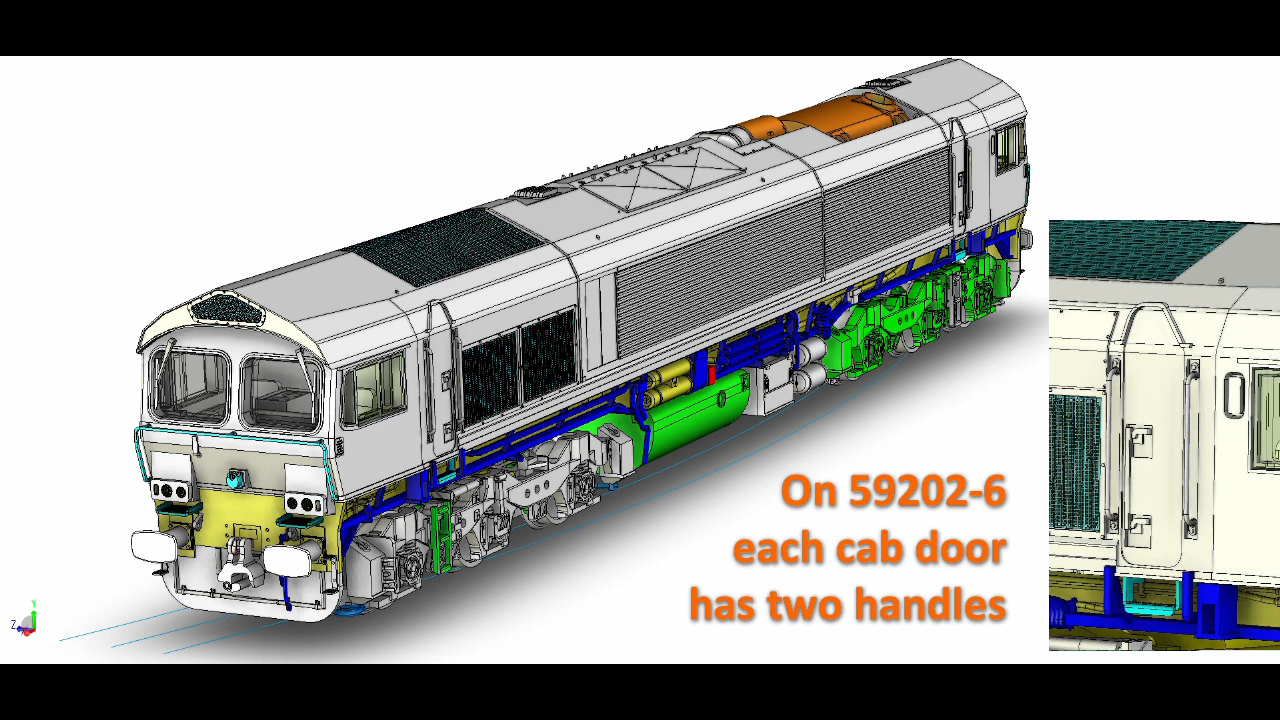 On 59202-6
each cab door
has two handles
Z